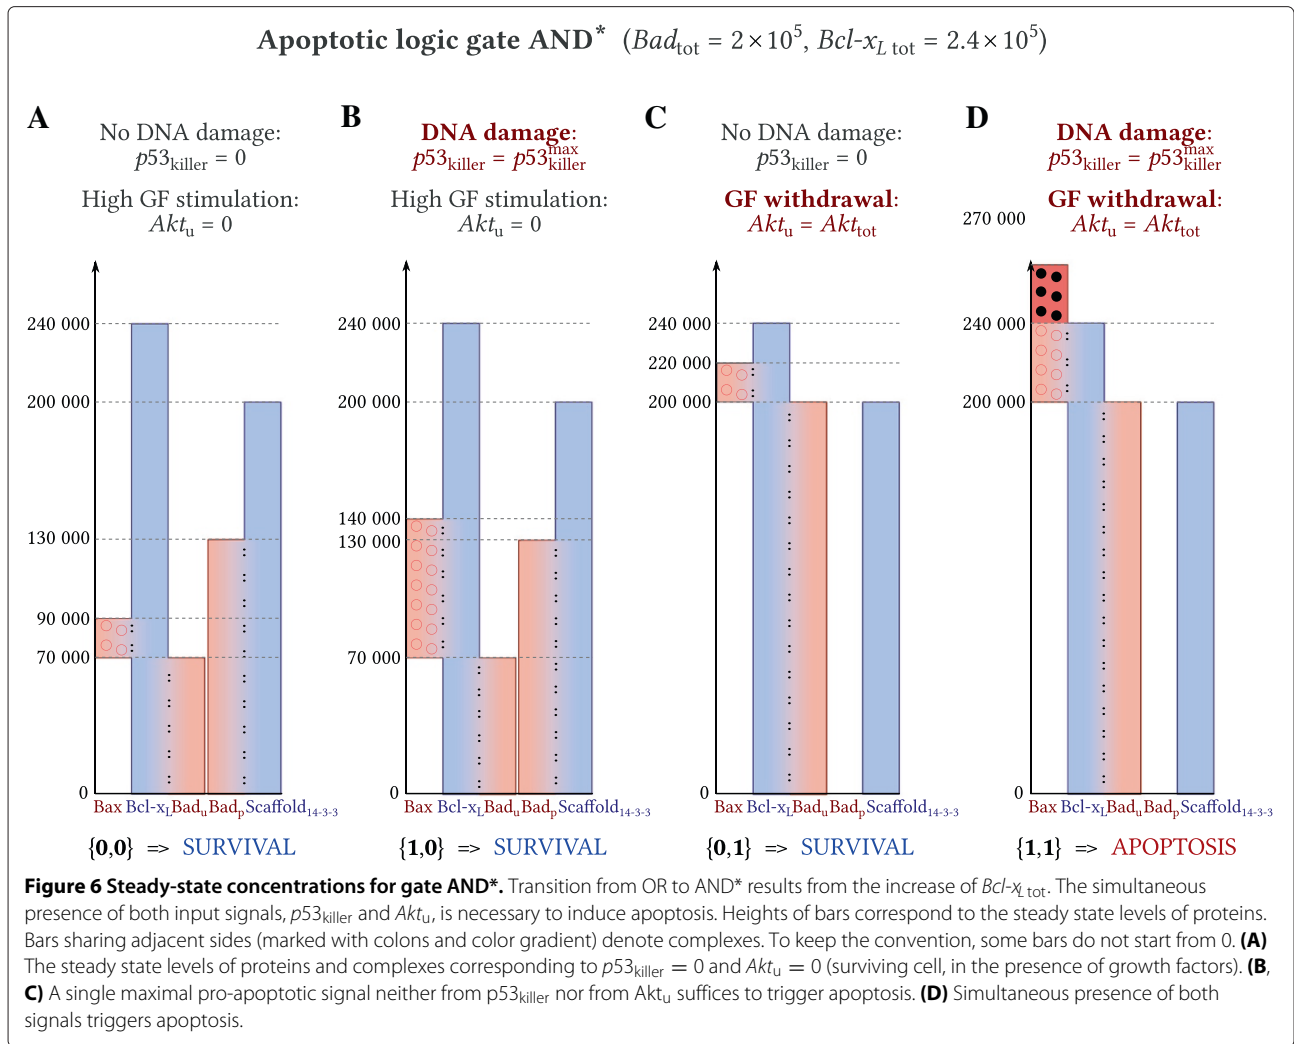 Apoptotic logic gate AND* (Bad_tot = 2×10^5, Bcl-x_L tot = 2.4×10^5)
A
No DNA damage:
p53_killer = 0
High GF stimulation:
Akt_u = 0
240 000
200 000
130 000
90 000
70 000
0
Bax Bcl-x_L Bad_u Bad_p Scaffold_14-3-3
{0,0} => SURVIVAL
B
DNA damage:
p53_killer = p53_killer^max
High GF stimulation:
Akt_u = 0
240 000
200 000
140 000
130 000
70 000
0
Bax Bcl-x_L Bad_u Bad_p Scaffold_14-3-3
{1,0} => SURVIVAL
C
No DNA damage:
p53_killer = 0
GF withdrawal:
Akt_u = Akt_tot
240 000
220 000
200 000
0
Bax Bcl-x_L Bad_u Bad_p Scaffold_14-3-3
{0,1} => SURVIVAL
D
DNA damage:
p53_killer = p53_killer^max
GF withdrawal:
Akt_u = Akt_tot
270 000
240 000
200 000
0
Bax Bcl-x_L Bad_u Bad_p Scaffold_14-3-3
{1,1} => APOPTOSIS
Figure 6 Steady-state concentrations for gate AND*. Transition from OR to AND* results from the increase of Bcl-x_L tot. The simultaneous
presence of both input signals, p53_killer and Akt_u, is necessary to induce apoptosis. Heights of bars correspond to the steady state levels of proteins.
Bars sharing adjacent sides (marked with colons and color gradient) denote complexes. To keep the convention, some bars do not start from 0. (A)
The steady state levels of proteins and complexes corresponding to p53_killer = 0 and Akt_u = 0 (surviving cell, in the presence of growth factors). (B,
C) A single maximal pro-apoptotic signal neither from p53_killer nor from Akt_u suffices to trigger apoptosis. (D) Simultaneous presence of both
signals triggers apoptosis.